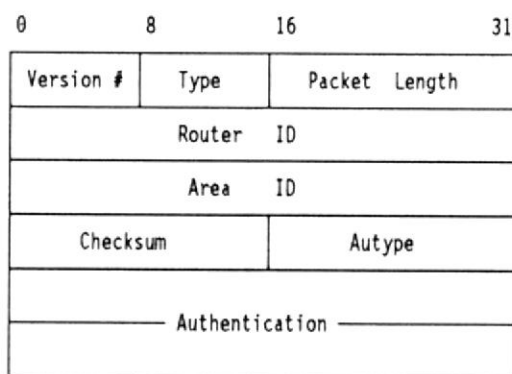 0 8 16 31
Version # Type Packet Length
Router ID
Area ID
Checksum Autype
Authentication